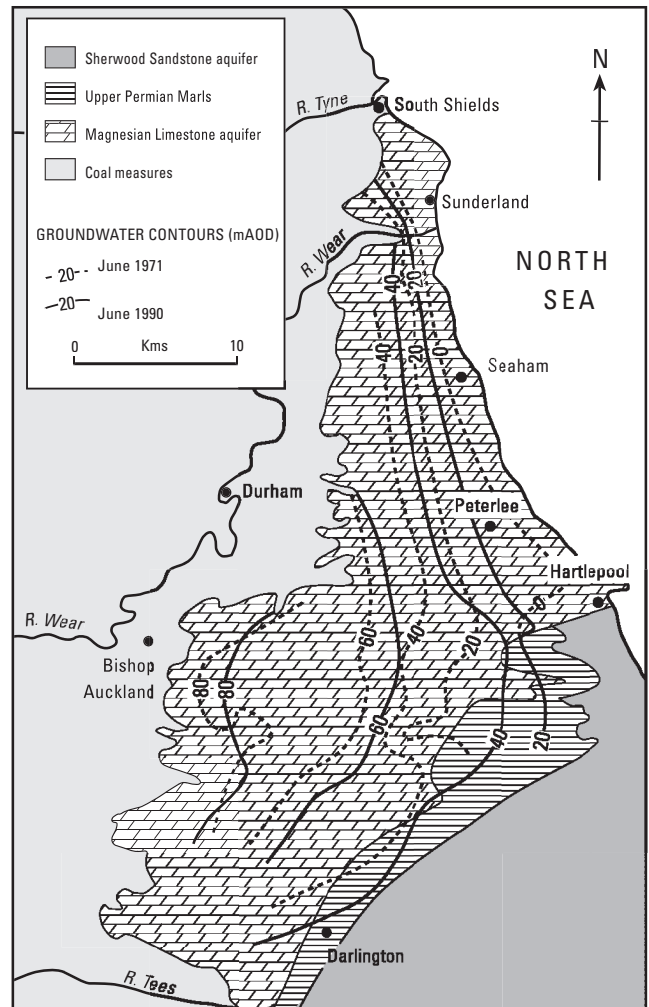 Sherwood Sandstone aquifer
Upper Permian Marls
Magnesian Limestone aquifer
Coal measures
GROUNDWATER CONTOURS (mAOD)
- 20 - - June 1971
—20— June 1990
0 Kms 10
N
R. Tyne
South Shields
Sunderland
R. Wear
NORTH
SEA
40
20
40
20
0
Seaham
Durham
Peterlee
Hartlepool
0
R. Wear
Bishop
Auckland
80
80
60
40
20
60
40
20
Darlington
R. Tees